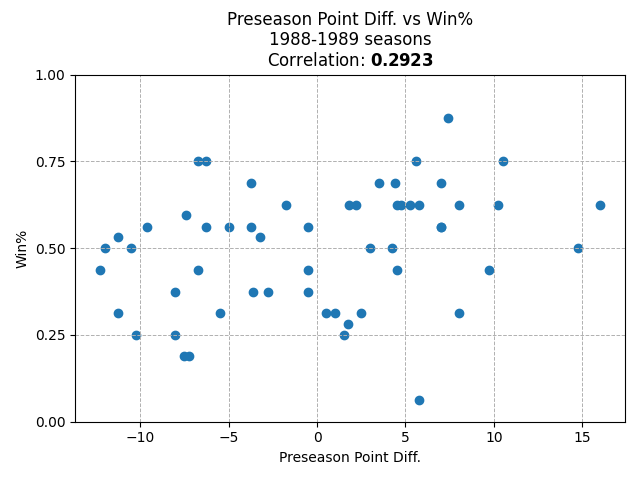 Preseason Point Diff. vs Win%
1988-1989 seasons
Correlation: 0.2923
1.00
0.75
0.50
0.25
0.00
Win%
−10
−5
0
5
10
15
Preseason Point Diff.